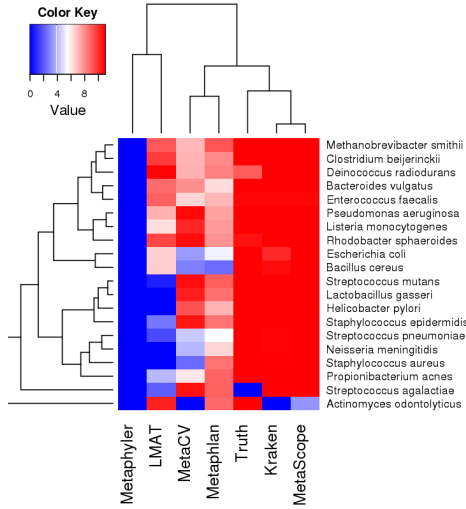 Color Key
0 4 8
Value
Methanobrevibacter smithii
Clostridium beijerinckii
Deinococcus radiodurans
Bacteroides vulgatus
Enterococcus faecalis
Pseudomonas aeruginosa
Listeria monocytogenes
Rhodobacter sphaeroides
Escherichia coli
Bacillus cereus
Streptococcus mutans
Lactobacillus gasseri
Helicobacter pylori
Staphylococcus epidermidis
Streptococcus pneumoniae
Neisseria meningitidis
Staphylococcus aureus
Propionibacterium acnes
Streptococcus agalactiae
Actinomyces odontolyticus
Metaphyler
LMAT
MetaCV
Metaphlan
Truth
Kraken
MetaScope